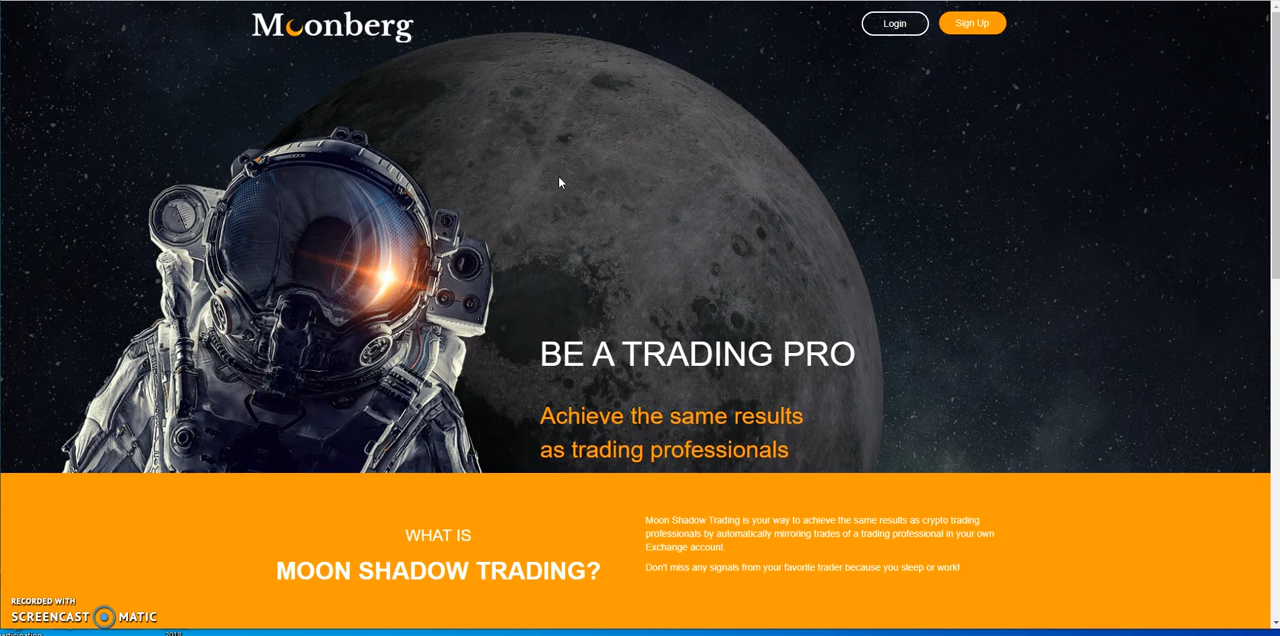 Moonberg
Login
Sign Up
BE A TRADING PRO
Achieve the same results
as trading professionals
WHAT IS
MOON SHADOW TRADING?
Moon Shadow Trading is your way to achieve the same results as crypto trading
professionals by automatically mirroring trades of a trading professional in your own
Exchange account.
Don't miss any signals from your favorite trader because you sleep or work!
RECORDED WITH
SCREENCAST MATIC
2018